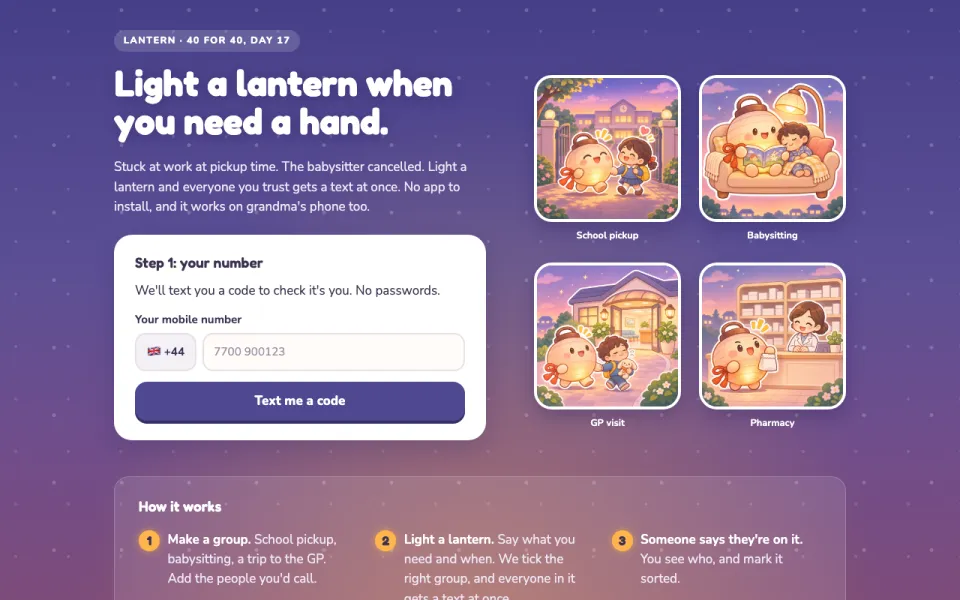 LANTERN · 40 FOR 40, DAY 17
Light a lantern when
you need a hand.
Stuck at work at pickup time. The babysitter cancelled. Light a
lantern and everyone you trust gets a text at once. No app to
install, and it works on grandma's phone too.
Step 1: your number
We'll text you a code to check it's you. No passwords.
Your mobile number
🇬🇧 +44
7700 900123
Text me a code
School pickup
Babysitting
GP visit
Pharmacy
How it works
1
Make a group. School pickup,
babysitting, a trip to the GP.
Add the people you'd call.
2
Light a lantern. Say what you
need and when. We tick the
right group, and everyone in it
gets a text at once.
3
Someone says they're on it.
You see who, and mark it
sorted.